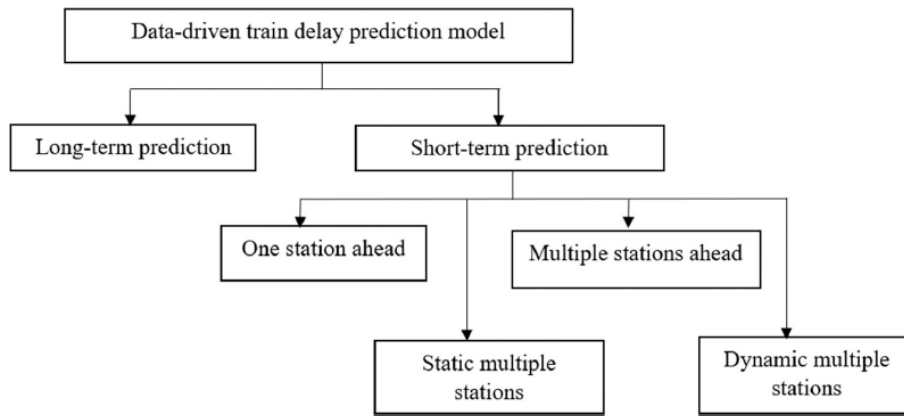 Data-driven train delay prediction model
Long-term prediction
Short-term prediction
One station ahead
Multiple stations ahead
Static multiple
stations
Dynamic multiple
stations